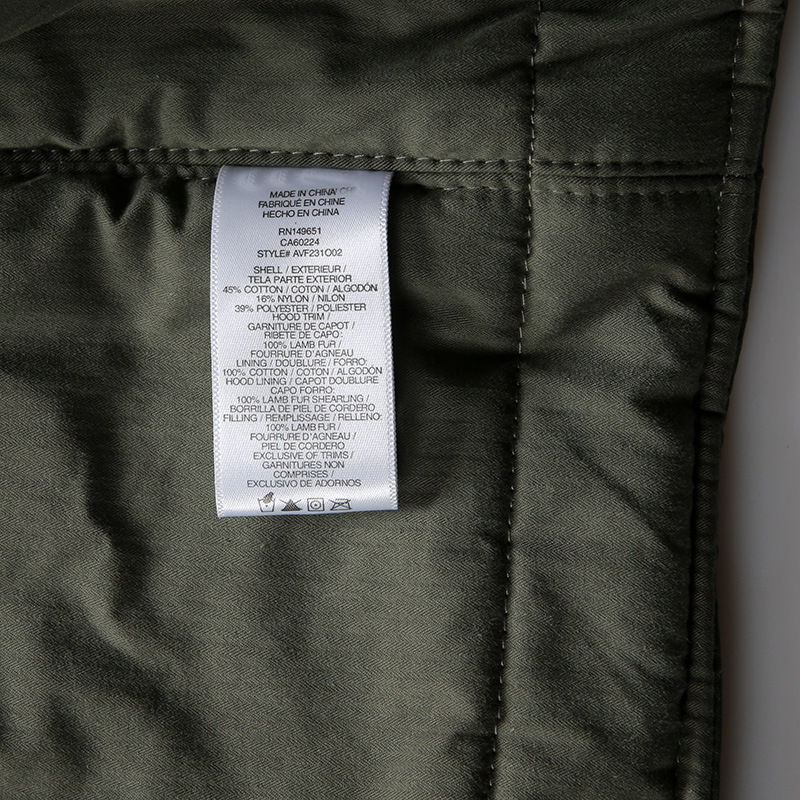 MADE IN CHINA
FABRIQUÉ EN CHINE
HECHO EN CHINA
RN149651
CA60224
STYLE# AVF231O02
SHELL / EXTERIEUR /
TELA PARTE EXTERIOR
45% COTTON / COTON / ALGODÓN
16% NYLON / NILON
39% POLYESTER / POLIESTER
HOOD TRIM /
GARNITURE DE CAPOT /
RIBETE DE CAPO:
100% LAMB FUR /
FOURRURE D'AGNEAU
LINING / DOUBLURE / FORRO:
100% COTTON / COTON / ALGODÓN
HOOD LINING / CAPOT DOUBLURE
CAPO FORRO:
100% LAMB FUR SHEARLING /
BORRILLA DE PIEL DE CORDERO
FILLING / REMPLISSAGE / RELLENO:
100% LAMB FUR /
FOURRURE D'AGNEAU /
PIEL DE CORDERO
EXCLUSIVE OF TRIMS /
GARNITURES NON
COMPRISES /
EXCLUSIVO DE ADORNOS